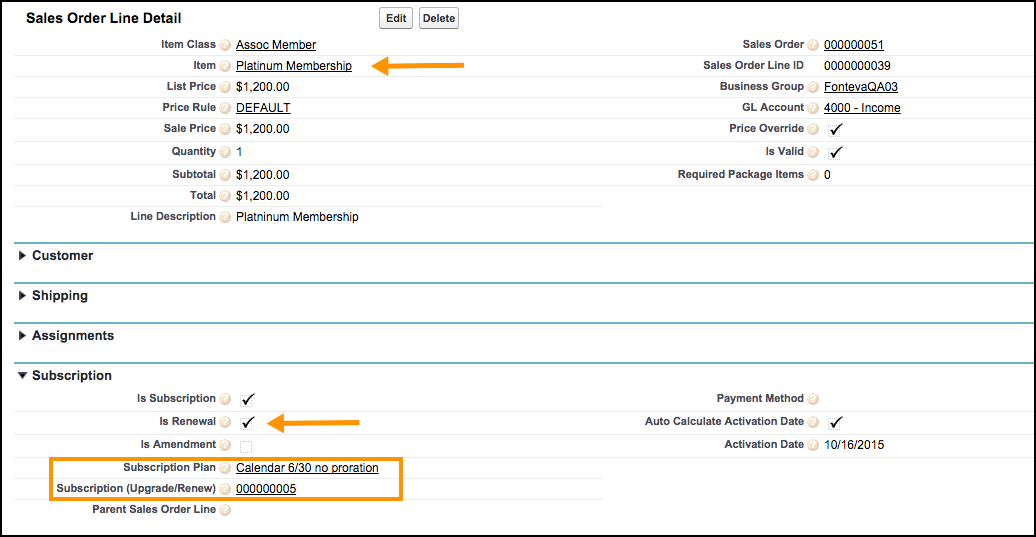 Sales Order Line Detail
Edit
Delete
Item Class ? Assoc Member
Sales Order ? 000000051
Item ? Platinum Membership
Sales Order Line ID 0000000039
List Price ? $1,200.00
Business Group ? FontevaQA03
Price Rule ? DEFAULT
GL Account ? 4000 - Income
Sale Price ? $1,200.00
Price Override ?
Quantity ? 1
Is Valid ?
Subtotal ? $1,200.00
Required Package Items ? 0
Total ? $1,200.00
Line Description ? Platninum Membership
Customer
Shipping
Assignments
Subscription
Is Subscription ?
Payment Method ?
Is Renewal ?
Auto Calculate Activation Date ?
Is Amendment ?
Activation Date ? 10/16/2015
Subscription Plan ? Calendar 6/30 no proration
Subscription (Upgrade/Renew) ? 000000005
Parent Sales Order Line ?